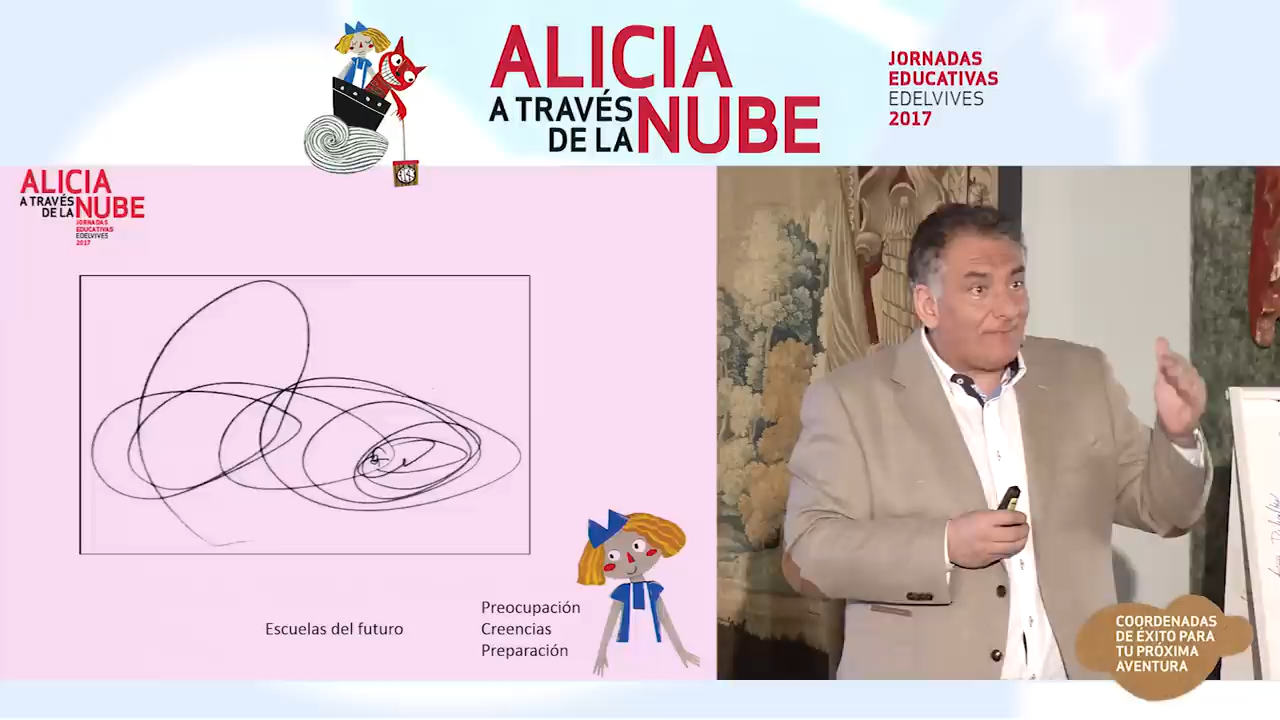 ALICIA
A TRAVÉS
DE LA NUBE
JORNADAS
EDUCATIVAS
EDELVIVES
2017
ALICIA
A TRAVÉS
DE LA NUBE
JORNADAS
EDUCATIVAS
EDELVIVES
2017
Escuelas del futuro
Preocupación
Creencias
Preparación
COORDENADAS
DE ÉXITO PARA
TU PRÓXIMA
AVENTURA